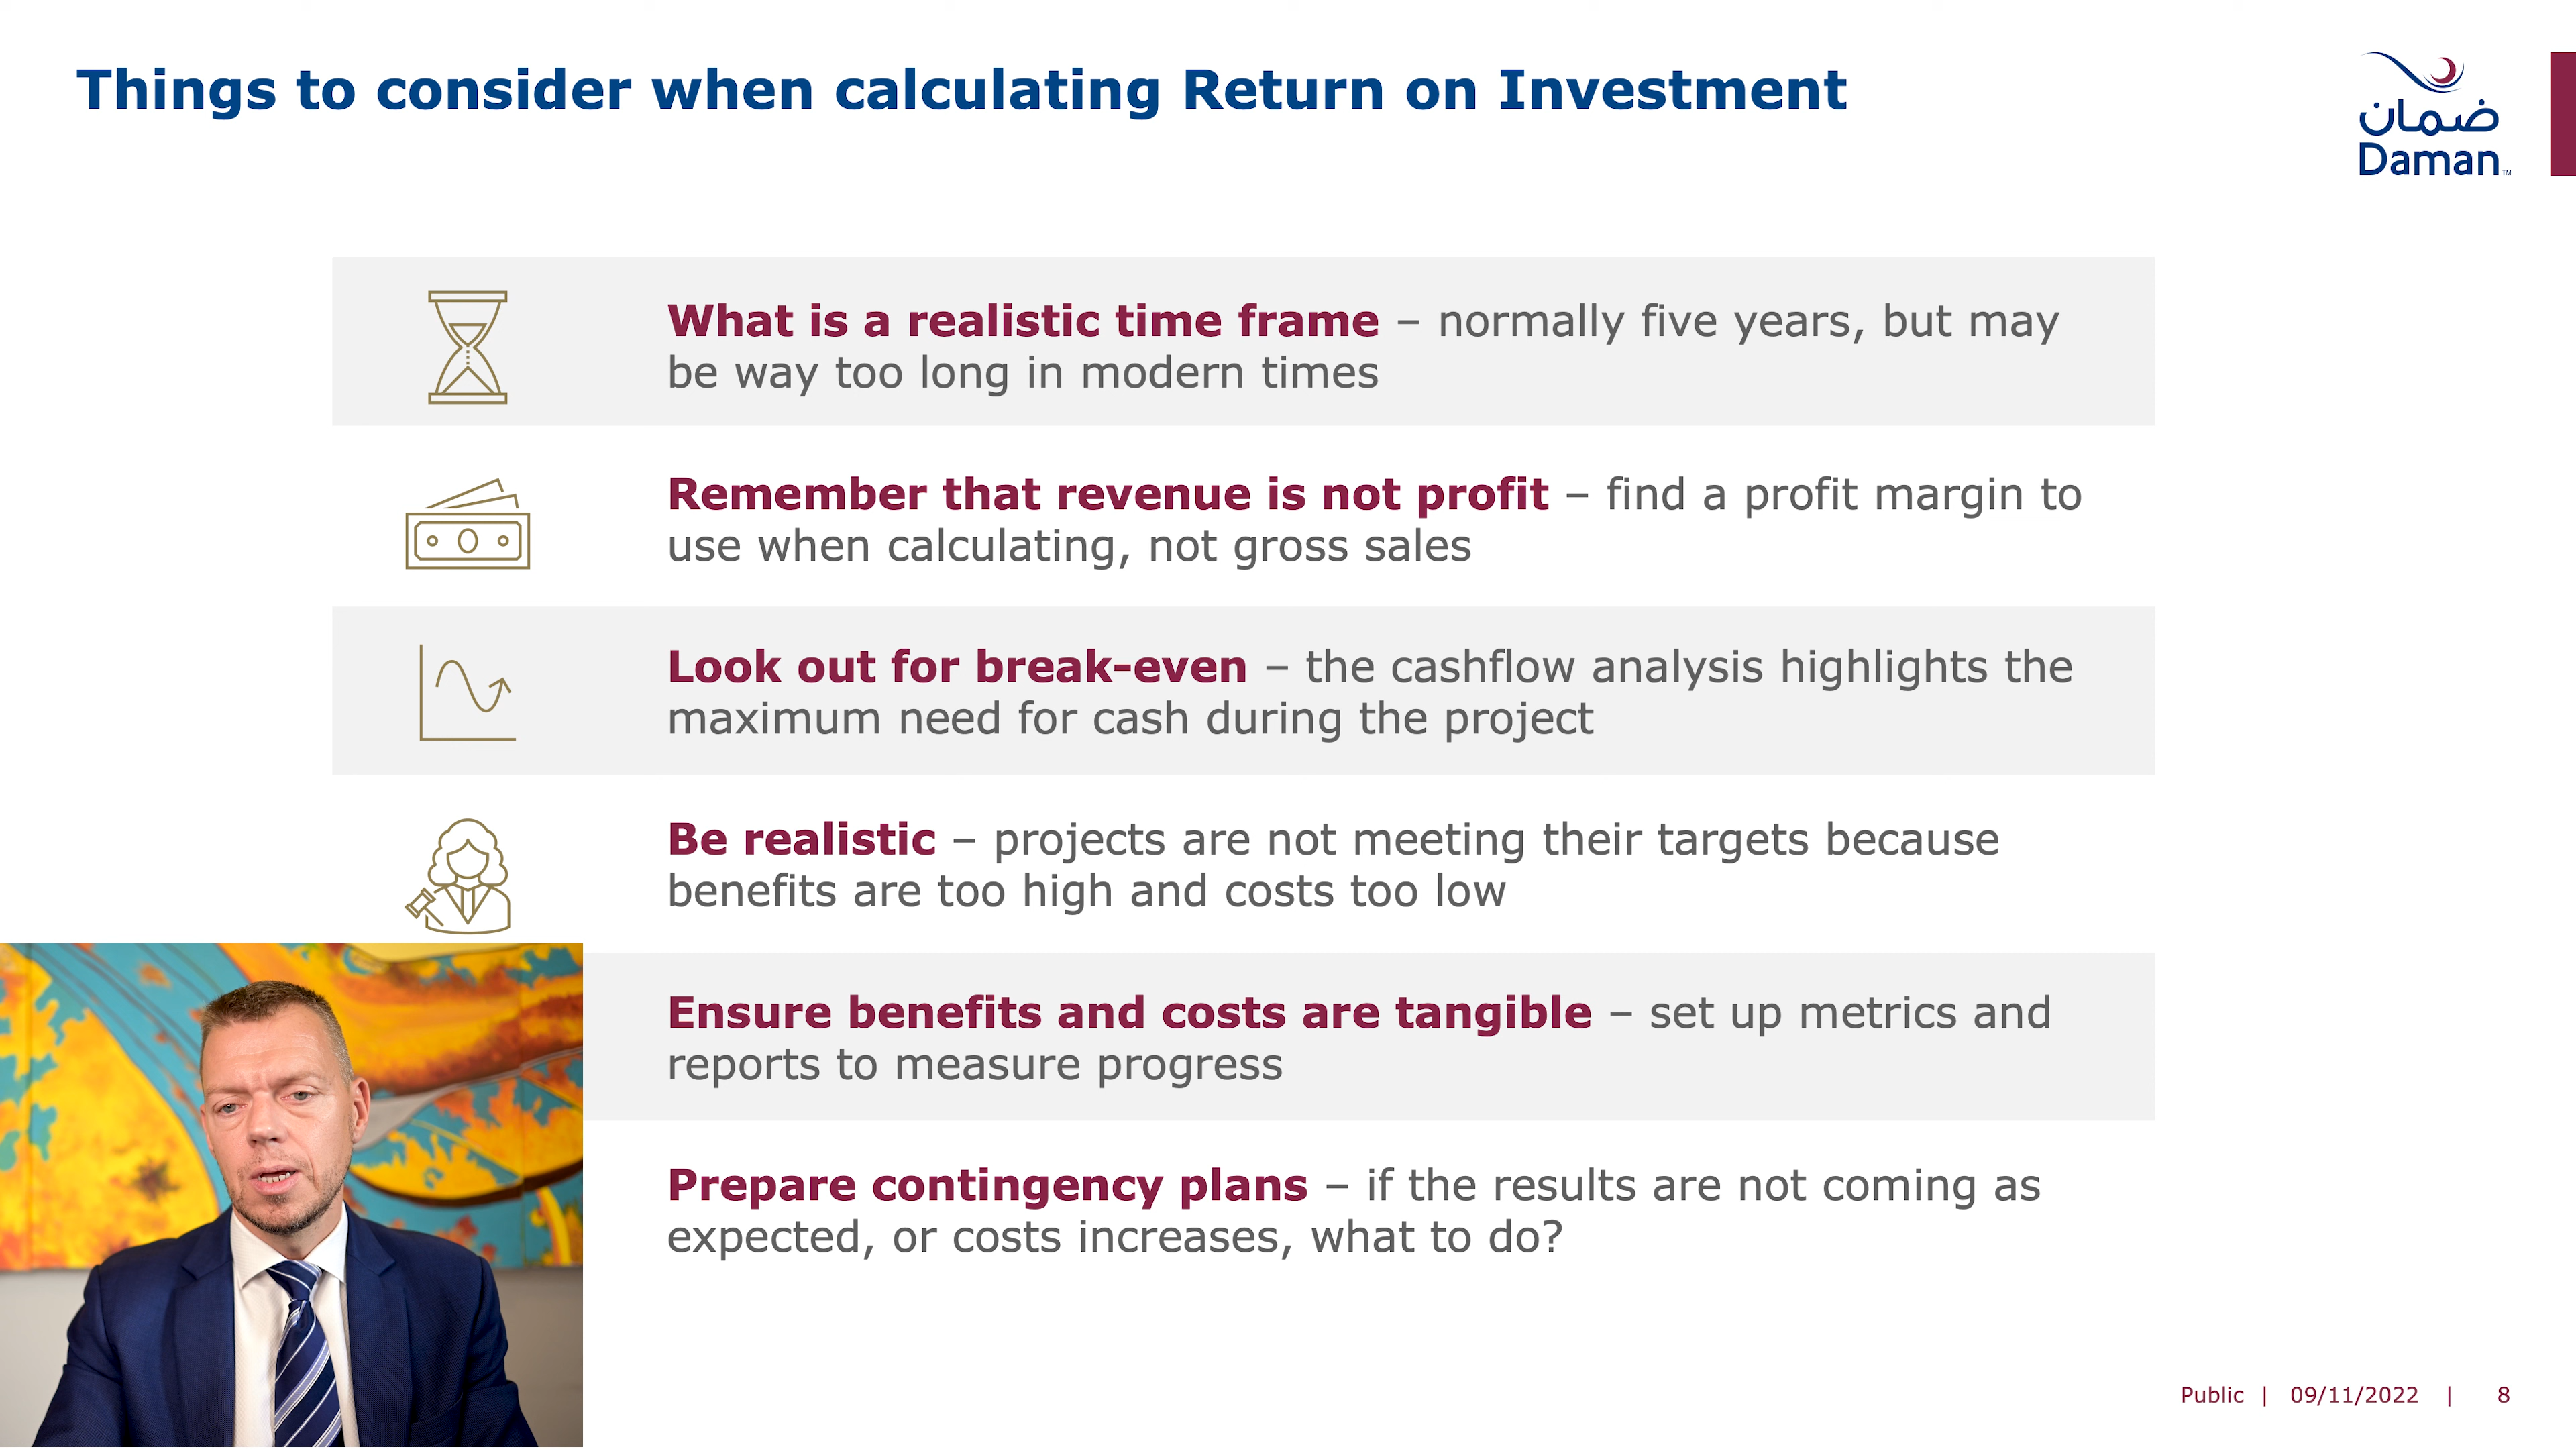 Things to consider when calculating Return on Investment
ضمان
Daman™
What is a realistic time frame – normally five years, but may
be way too long in modern times
Remember that revenue is not profit – find a profit margin to
use when calculating, not gross sales
Look out for break-even – the cashflow analysis highlights the
maximum need for cash during the project
Be realistic – projects are not meeting their targets because
benefits are too high and costs too low
Ensure benefits and costs are tangible – set up metrics and
reports to measure progress
Prepare contingency plans – if the results are not coming as
expected, or costs increases, what to do?
Public | 09/11/2022 | 8